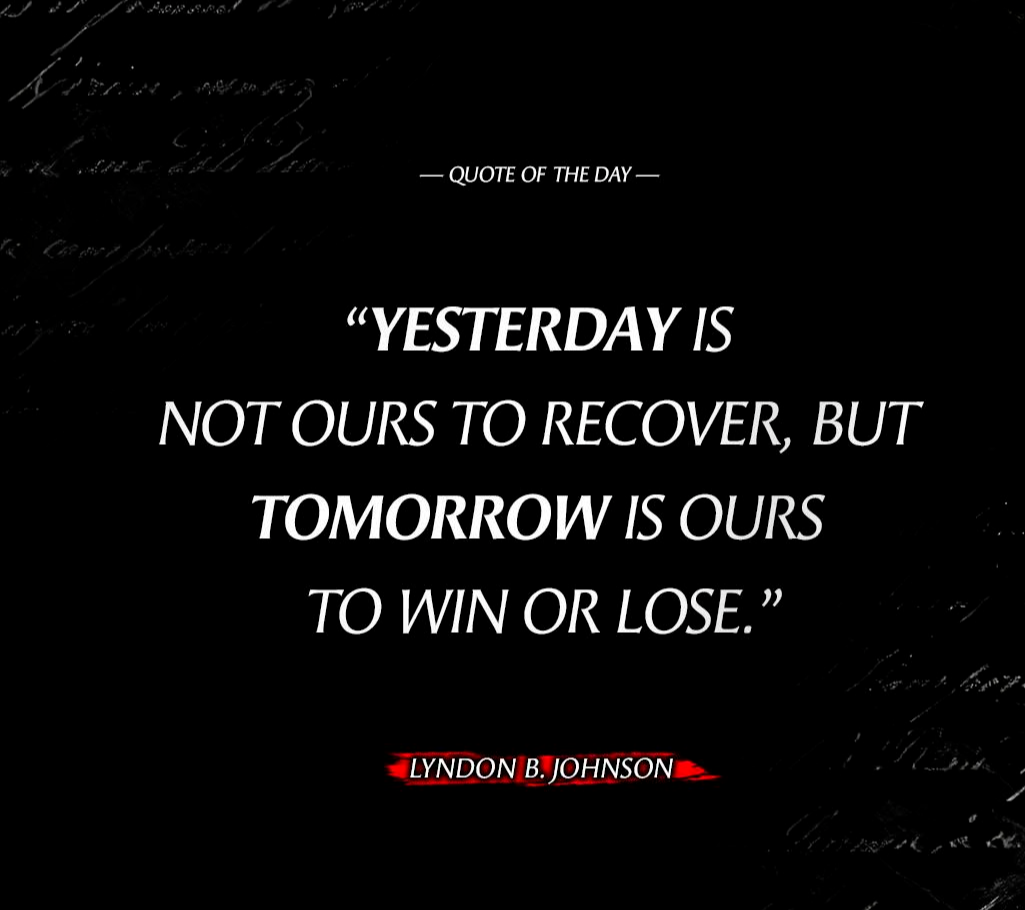 — QUOTE OF THE DAY —
“YESTERDAY IS
NOT OURS TO RECOVER, BUT
TOMORROW IS OURS
TO WIN OR LOSE.”
LYNDON B. JOHNSON